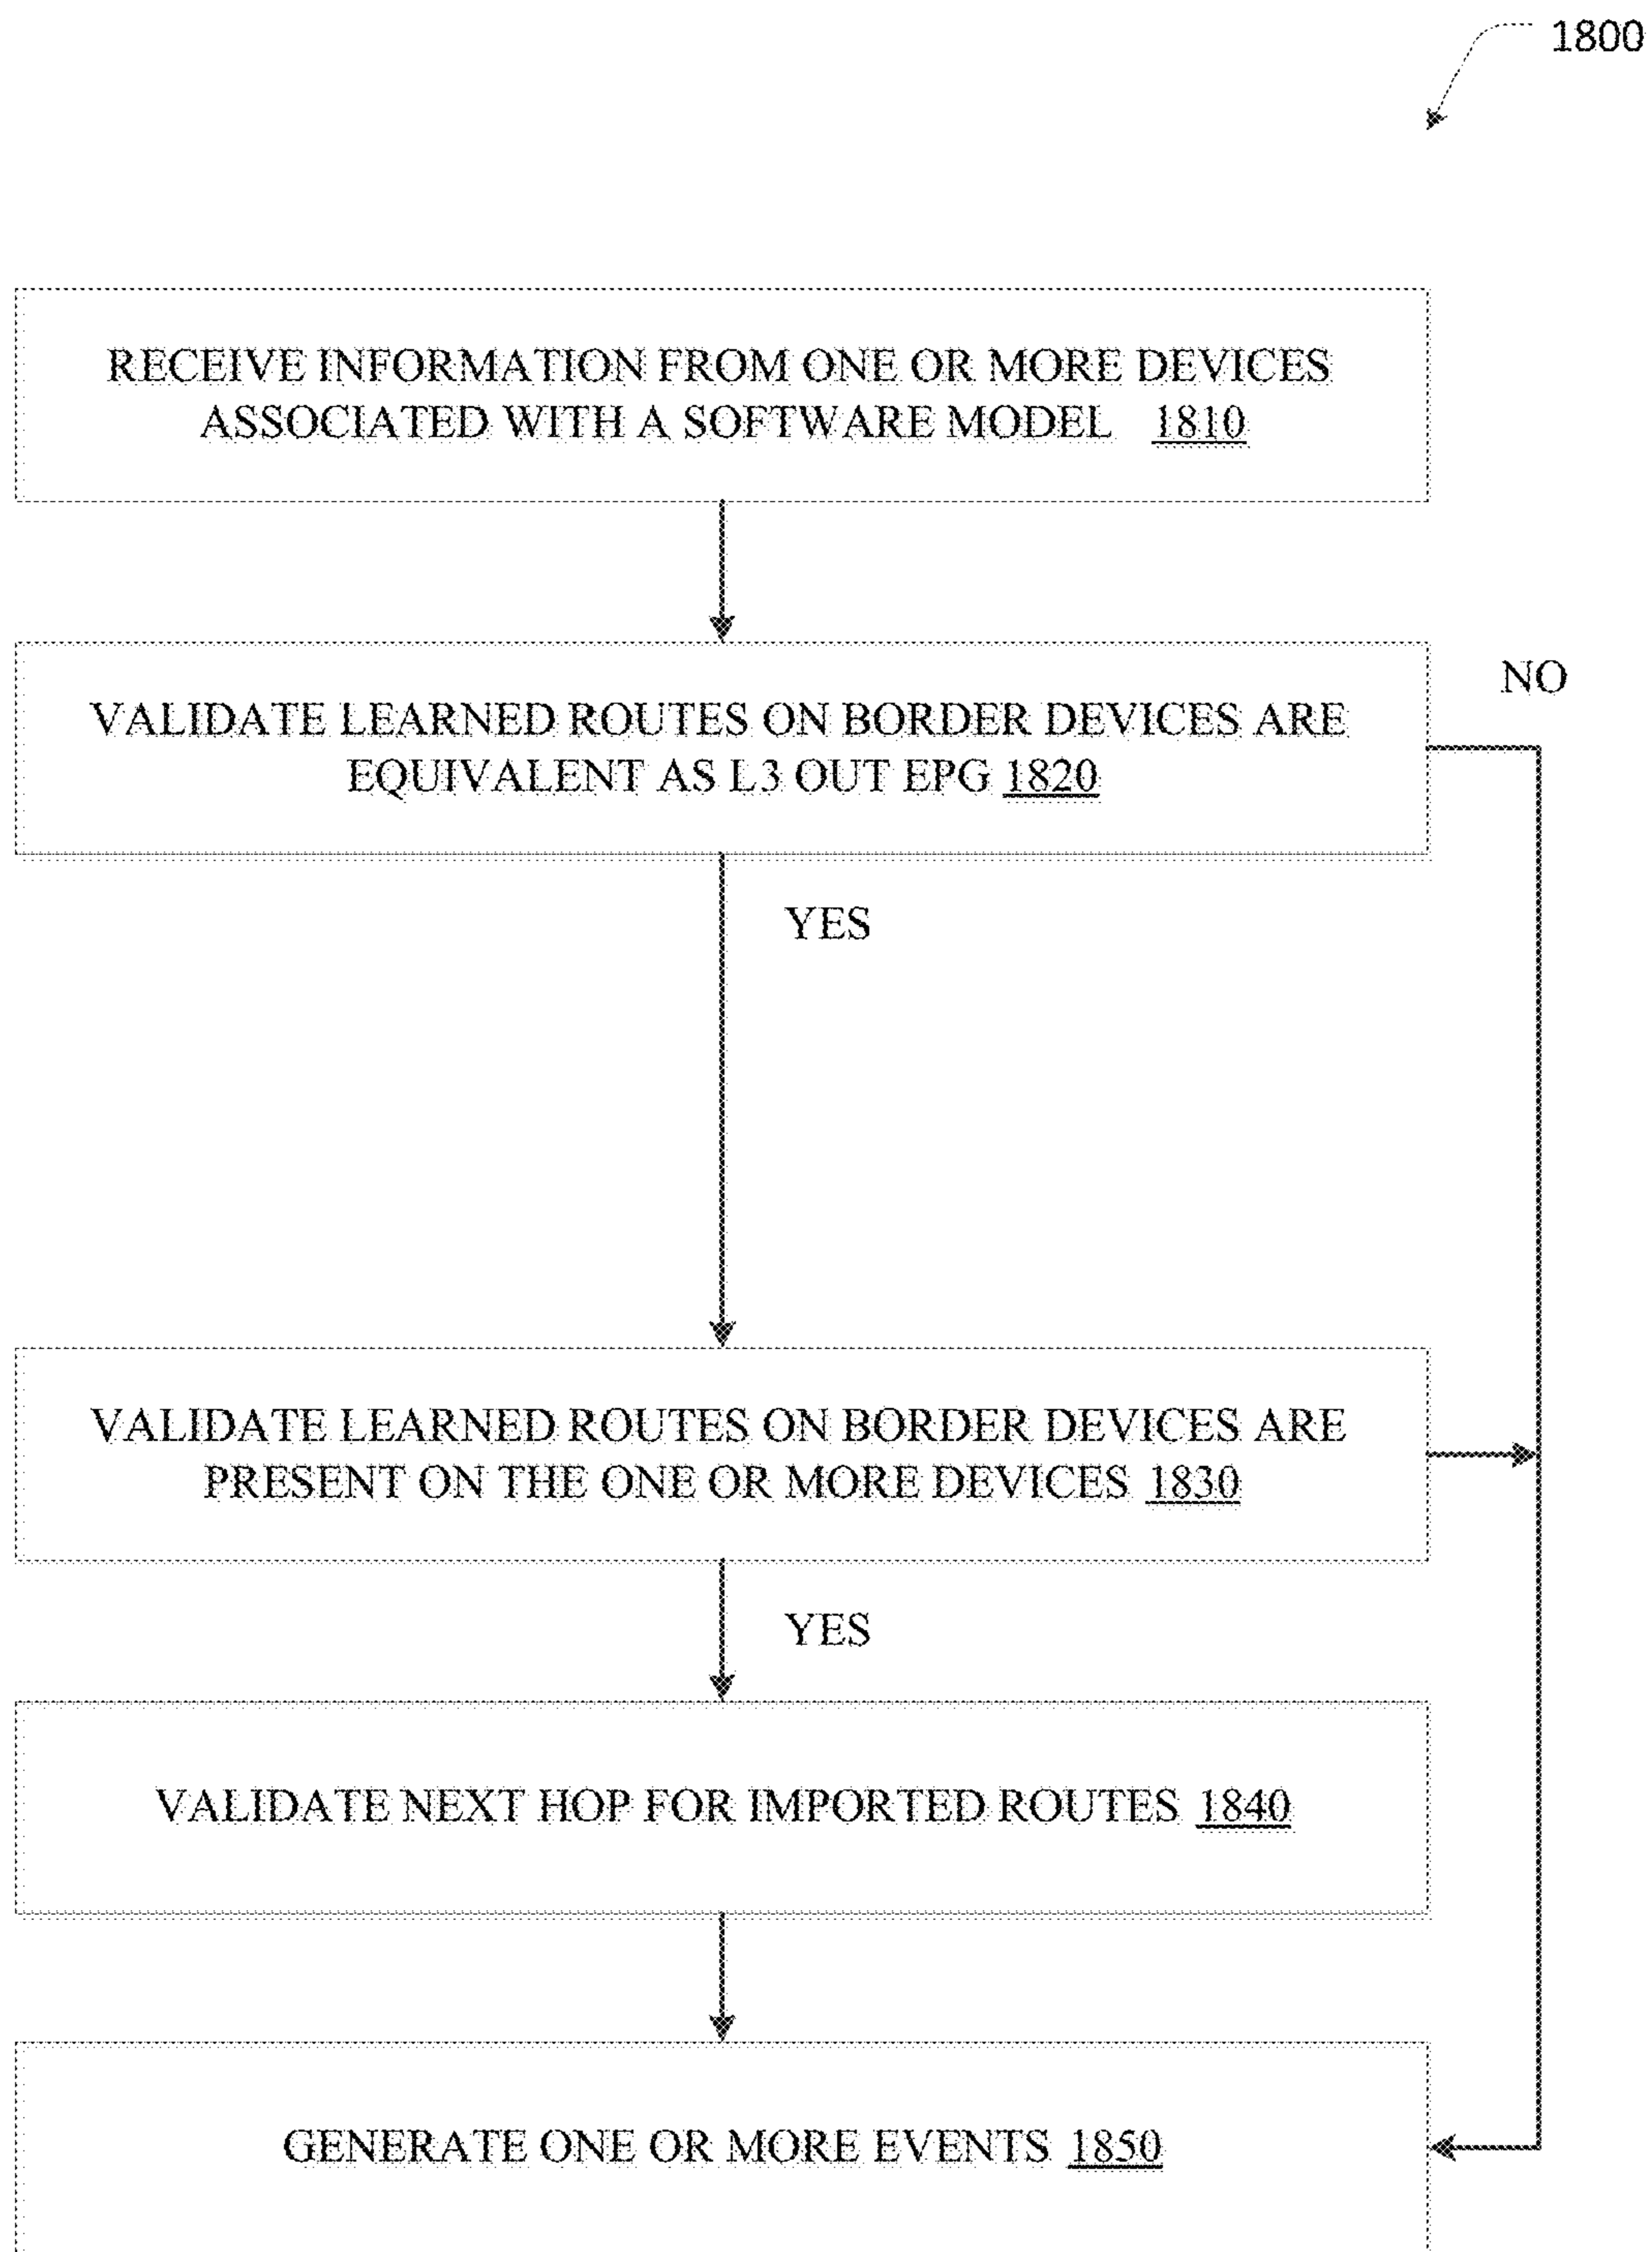 1800
RECEIVE INFORMATION FROM ONE OR MORE DEVICES
ASSOCIATED WITH A SOFTWARE MODEL 1810
NO
VALIDATE LEARNED ROUTES ON BORDER DEVICES ARE
EQUIVALENT AS L3 OUT EPG 1820
YES
VALIDATE LEARNED ROUTES ON BORDER DEVICES ARE
PRESENT ON THE ONE OR MORE DEVICES 1830
YES
VALIDATE NEXT HOP FOR IMPORTED ROUTES 1840
GENERATE ONE OR MORE EVENTS 1850